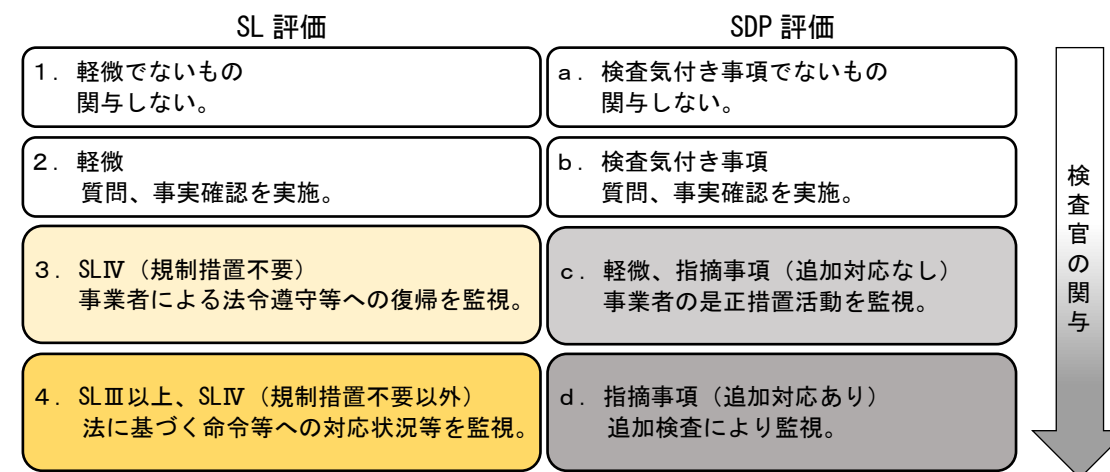 SL 評価
1. 軽微でないもの
関与しない。
2. 軽微
質問、事実確認を実施。
3. SLⅣ（規制措置不要）
事業者による法令遵守等への復帰を監視。
4. SLⅢ以上、SLⅣ（規制措置不要以外）
法に基づく命令等への対応状況等を監視。
SDP 評価
a. 検査気付き事項でないもの
関与しない。
b. 検査気付き事項
質問、事実確認を実施。
c. 軽微、指摘事項（追加対応なし）
事業者の是正措置活動を監視。
d. 指摘事項（追加対応あり）
追加検査により監視。
検査官の関与